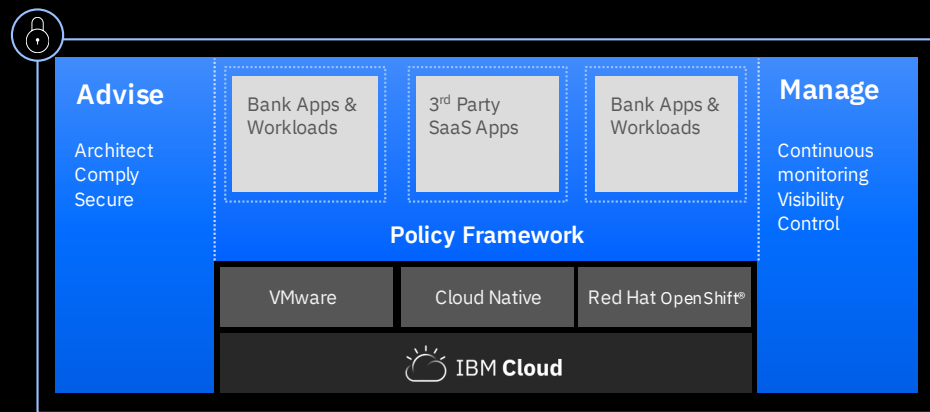 Advise
Architect
Comply
Secure
Bank Apps &
Workloads
3rd Party
SaaS Apps
Bank Apps &
Workloads
Policy Framework
Manage
Continuous
monitoring
Visibility
Control
VMware
Cloud Native
Red Hat OpenShift®
IBM Cloud